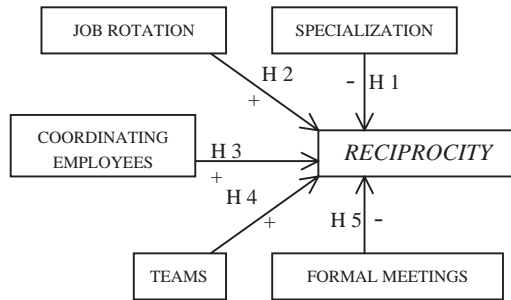 JOB ROTATION
SPECIALIZATION
H 2
+
− H 1
COORDINATING
EMPLOYEES
H 3
+
RECIPROCITY
H 4
+
H 5 −
TEAMS
FORMAL MEETINGS